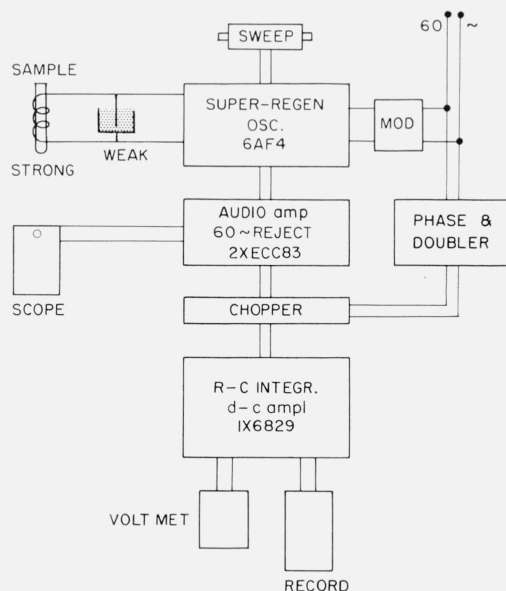 SWEEP
60 ~
SAMPLE
STRONG
WEAK
SUPER-REGEN
OSC.
6AF4
MOD
AUDIO amp
60~REJECT
2XECC83
PHASE &
DOUBLER
SCOPE
CHOPPER
R-C INTEGR.
d-c ampl
1X6829
VOLT MET
RECORD